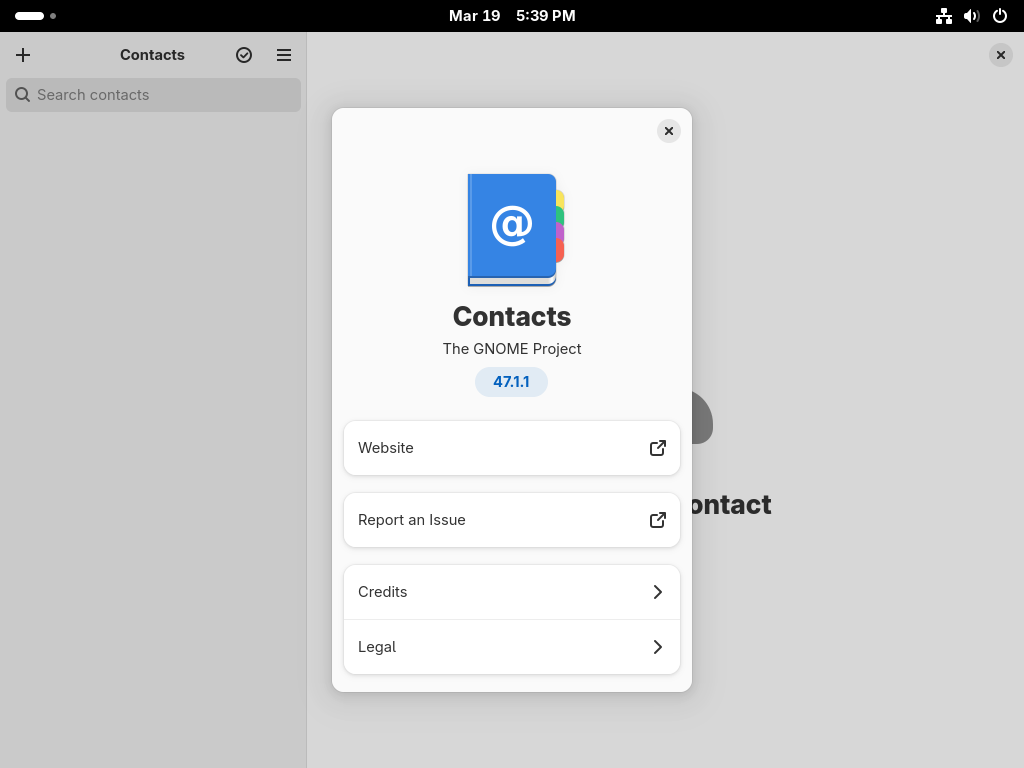 Mar 19 5:39 PM
Contacts
Search contacts
@
Contacts
The GNOME Project
47.1.1
Website
ontact
Report an Issue
Credits
Legal